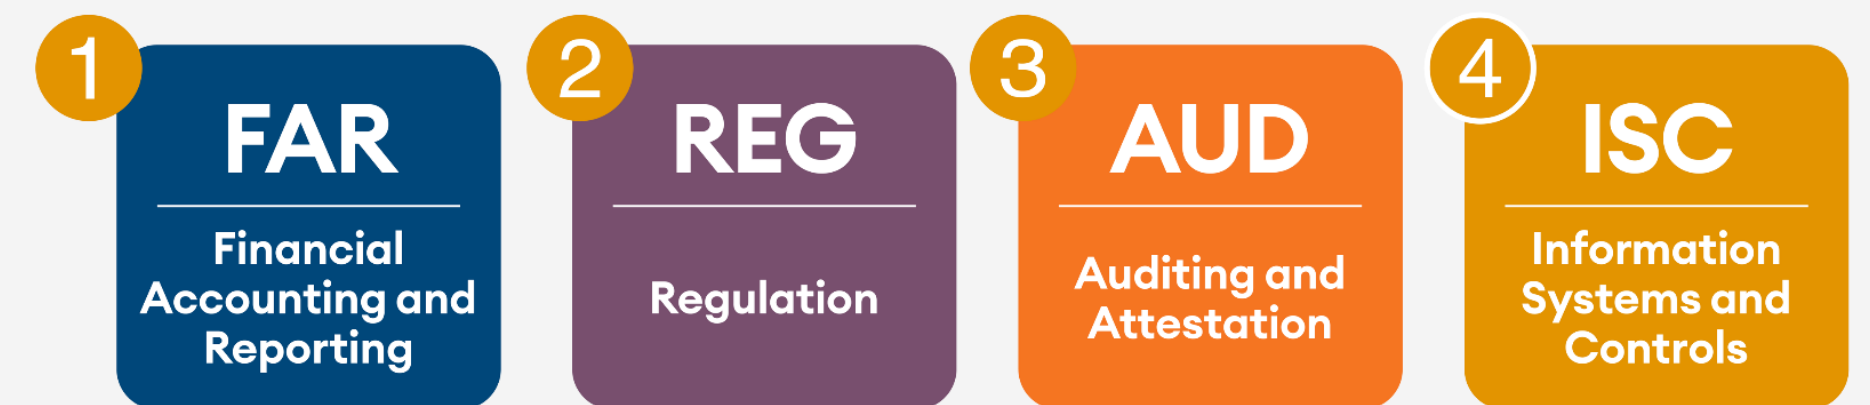 1
FAR
Financial
Accounting and
Reporting
2
REG
Regulation
3
AUD
Auditing and
Attestation
4
ISC
Information
Systems and
Controls